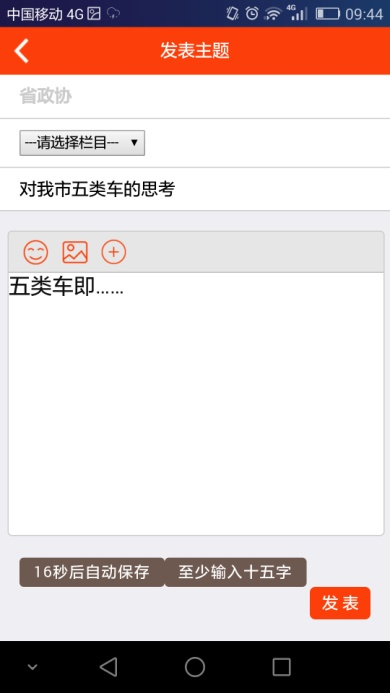 中国移动 4G 4G 09:44
发表主题
省政协
---请选择栏目---
对我市五类车的思考
五类车即……
16秒后自动保存 至少输入十五字
发表